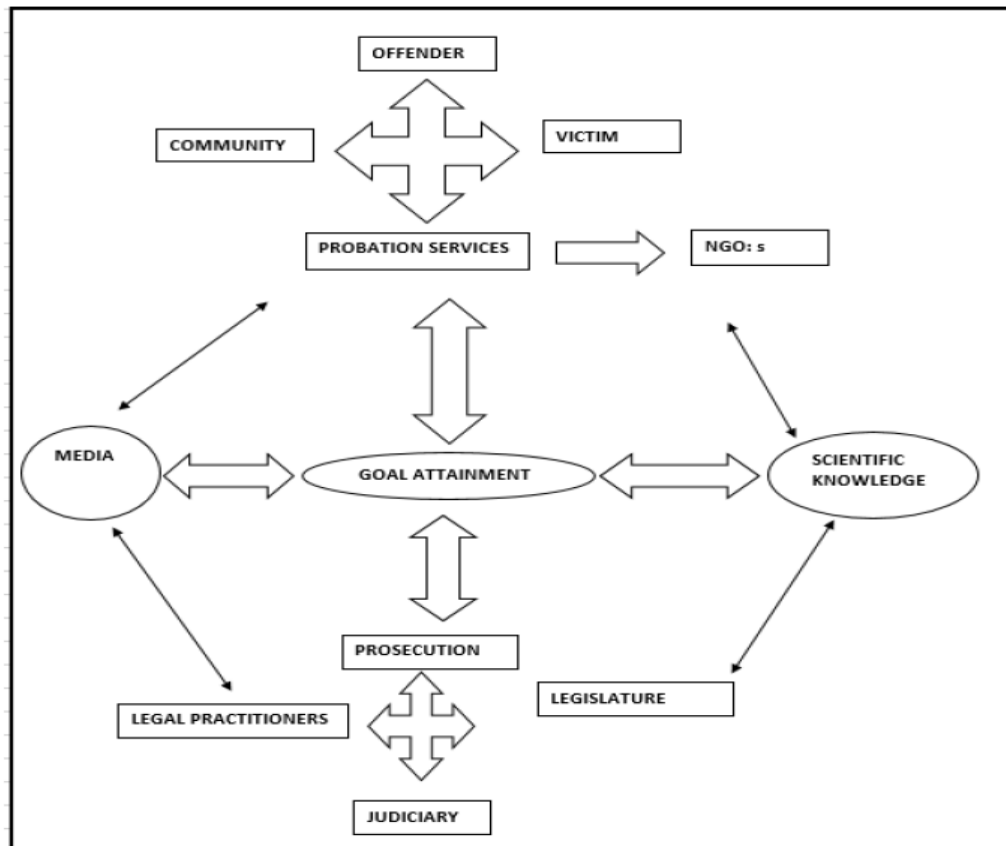 OFFENDER
COMMUNITY
VICTIM
PROBATION SERVICES
NGO: s
MEDIA
GOAL ATTAINMENT
SCIENTIFIC
KNOWLEDGE
PROSECUTION
LEGISLATURE
LEGAL PRACTITIONERS
JUDICIARY